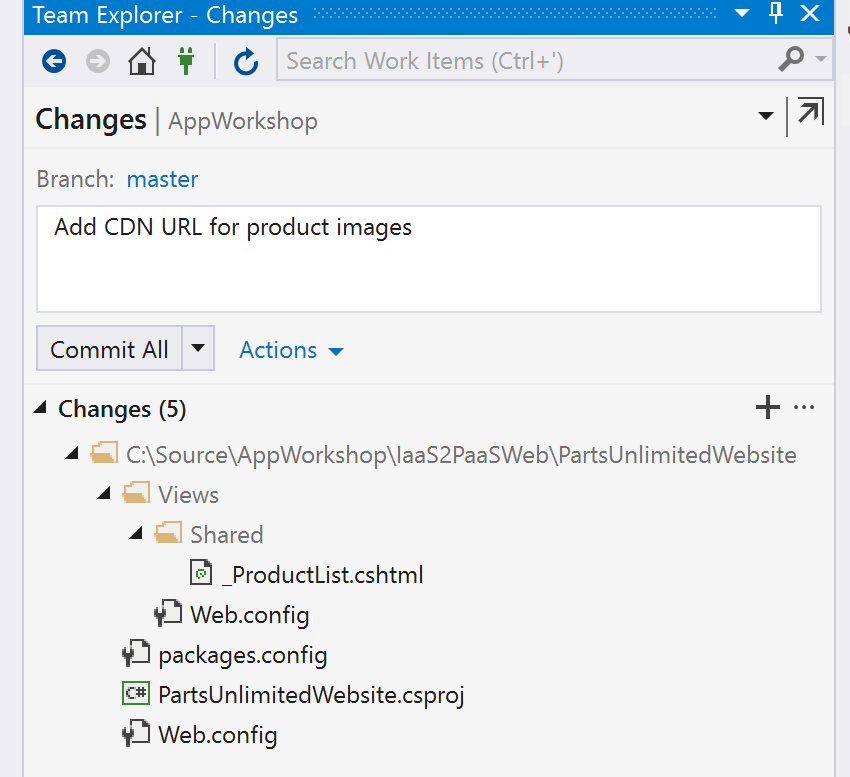 Team Explorer - Changes
Search Work Items (Ctrl+')
Changes | AppWorkshop
Branch: master
Add CDN URL for product images
Commit All
Actions
Changes (5)
C:\Source\AppWorkshop\IaaS2PaaSWeb\PartsUnlimitedWebsite
Views
Shared
_ProductList.cshtml
Web.config
packages.config
C# PartsUnlimitedWebsite.csproj
Web.config